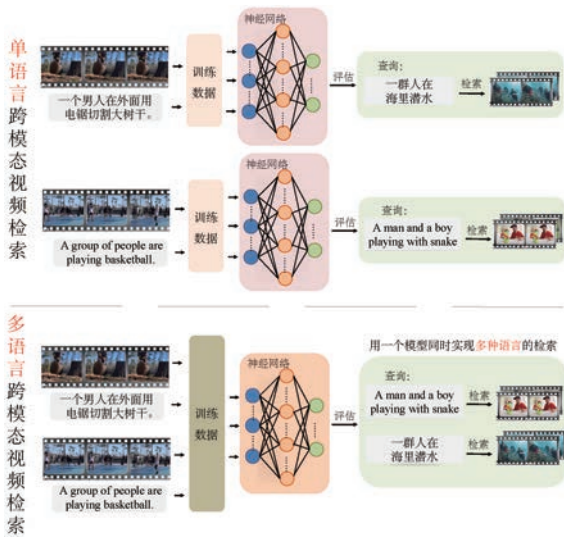 单语言跨模态视频检索
一个男人在外面用
电锯切割大树干。
训练
数据
神经网络
评估
查询:
一群人在
海里潜水
检索
A group of people are
playing basketball.
训练
数据
神经网络
评估
查询:
A man and a boy
playing with snake
检索
多语言跨模态视频检索
一个男人在外面用
电锯切割大树干。
A group of people are
playing basketball.
训练
数据
神经网络
评估
用一个模型同时实现多种语言的检索
查询:
A man and a boy
playing with snake
检索
一群人在
海里潜水
检索